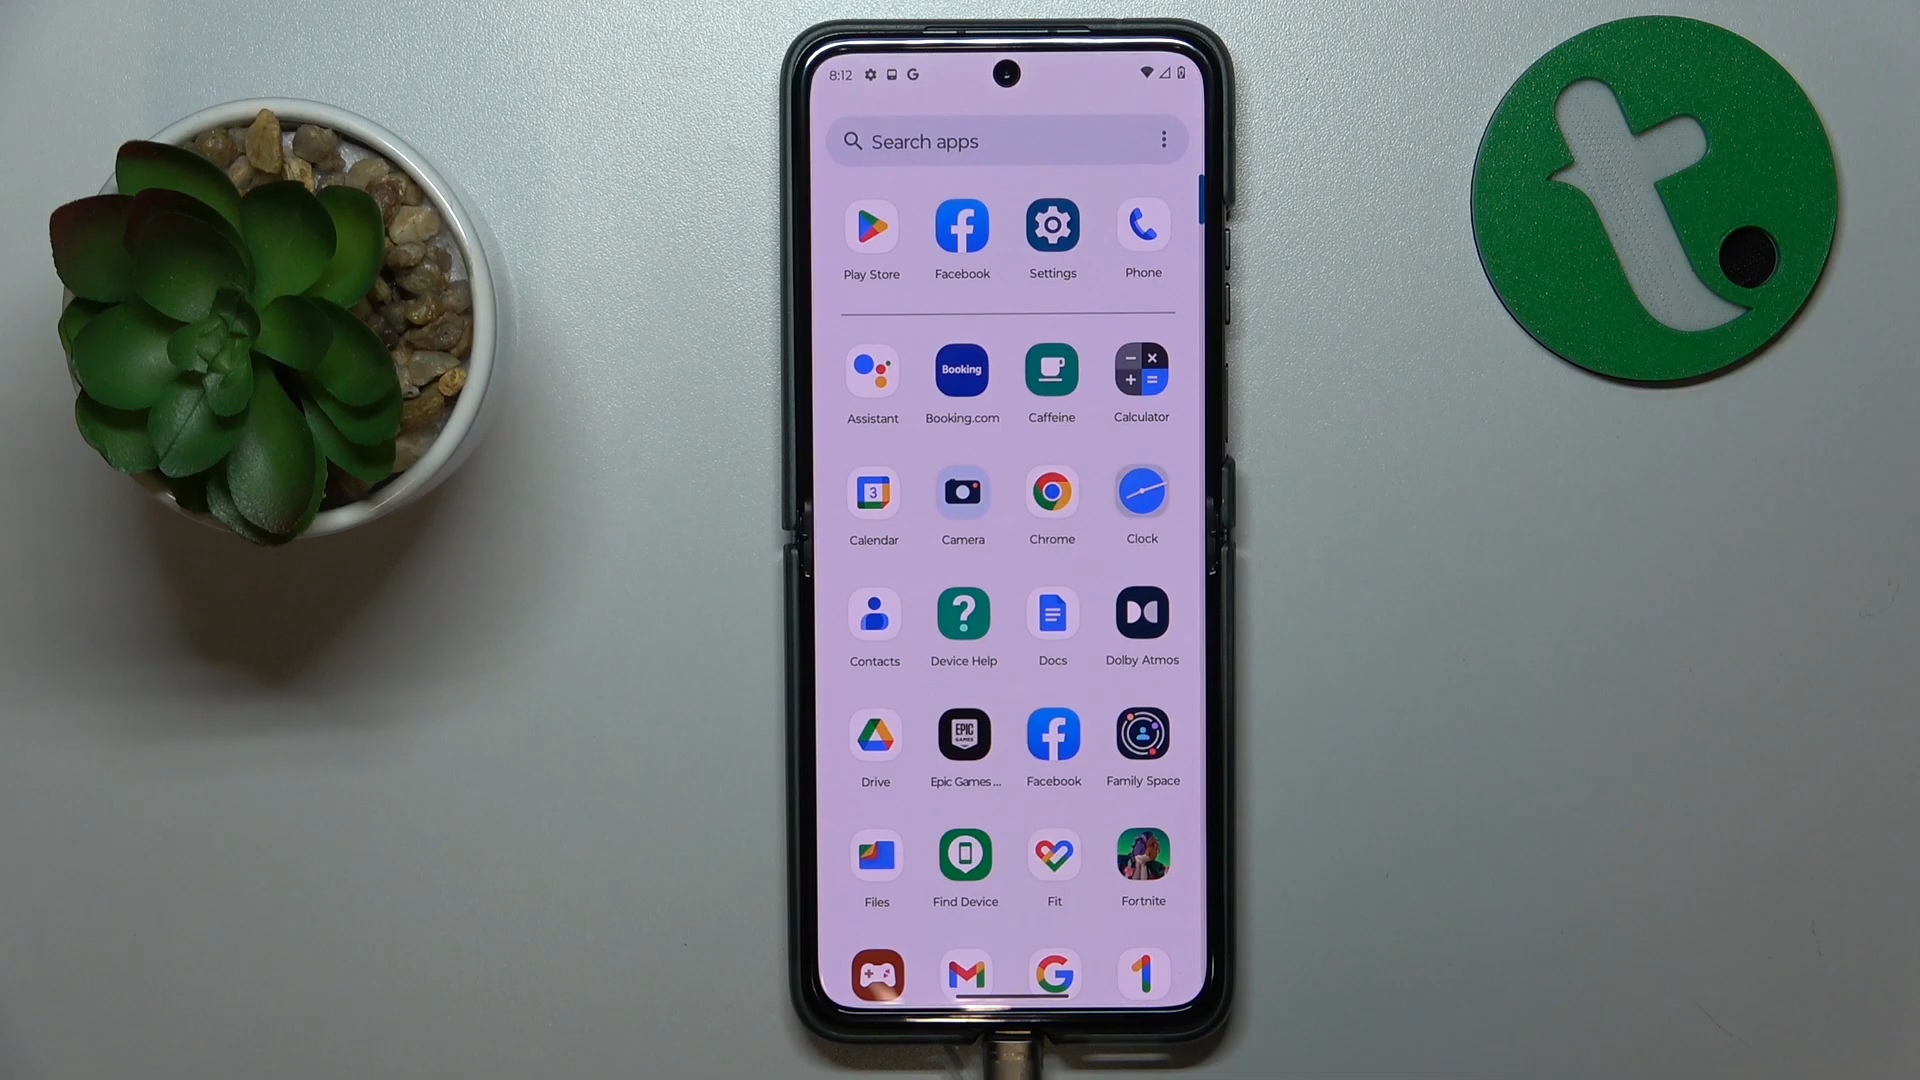 8:12
Search apps
Play Store Facebook Settings Phone
Booking
Assistant Booking.com Caffeine Calculator
3
Calendar Camera Chrome Clock
Contacts Device Help Docs Dolby Atmos
EPIC
GAMES
Drive Epic Games ... Facebook Family Space
Files Find Device Fit Fortnite